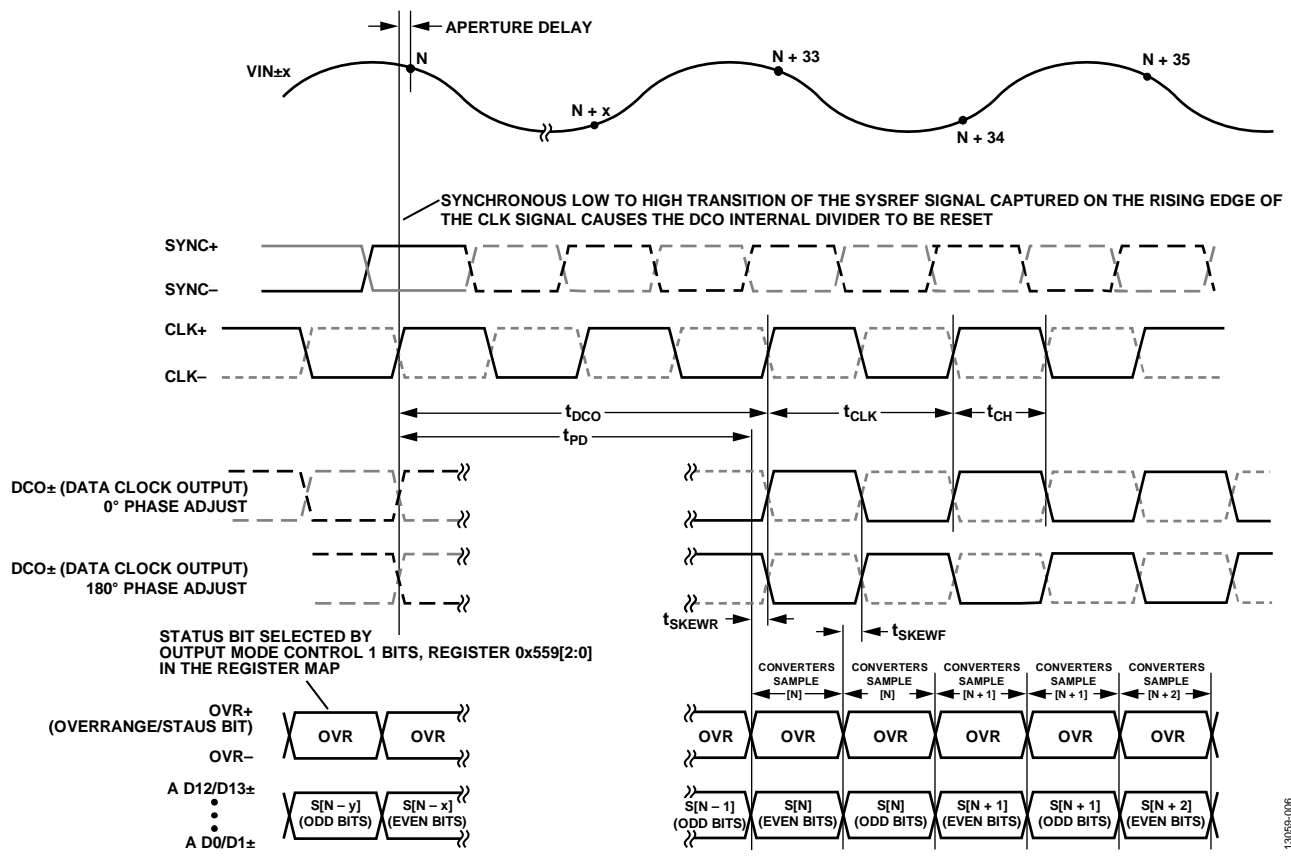 APERTURE DELAY
N
N + 33
N + 35
VIN±x
N + x
N + 34
SYNCHRONOUS LOW TO HIGH TRANSITION OF THE SYSREF SIGNAL CAPTURED ON THE RISING EDGE OF
THE CLK SIGNAL CAUSES THE DCO INTERNAL DIVIDER TO BE RESET
SYNC+
SYNC–
CLK+
CLK–
tDCO
tCLK
tCH
tPD
DCO± (DATA CLOCK OUTPUT)
0° PHASE ADJUST
DCO± (DATA CLOCK OUTPUT)
180° PHASE ADJUST
tSKEWR
tSKEWF
STATUS BIT SELECTED BY
OUTPUT MODE CONTROL 1 BITS, REGISTER 0x559[2:0]
IN THE REGISTER MAP
CONVERTERS SAMPLE [N]
CONVERTERS SAMPLE [N]
CONVERTERS SAMPLE [N + 1]
CONVERTERS SAMPLE [N + 1]
CONVERTERS SAMPLE [N + 2]
OVR+
(OVERRANGE/STAUS BIT)
OVR–
OVR OVR OVR OVR OVR OVR OVR OVR
A D12/D13±
A D0/D1±
S[N – y] (ODD BITS)
S[N – x] (EVEN BITS)
S[N – 1] (ODD BITS)
S[N] (EVEN BITS)
S[N] (ODD BITS)
S[N + 1] (EVEN BITS)
S[N + 1] (ODD BITS)
S[N + 2] (EVEN BITS)
13059-006